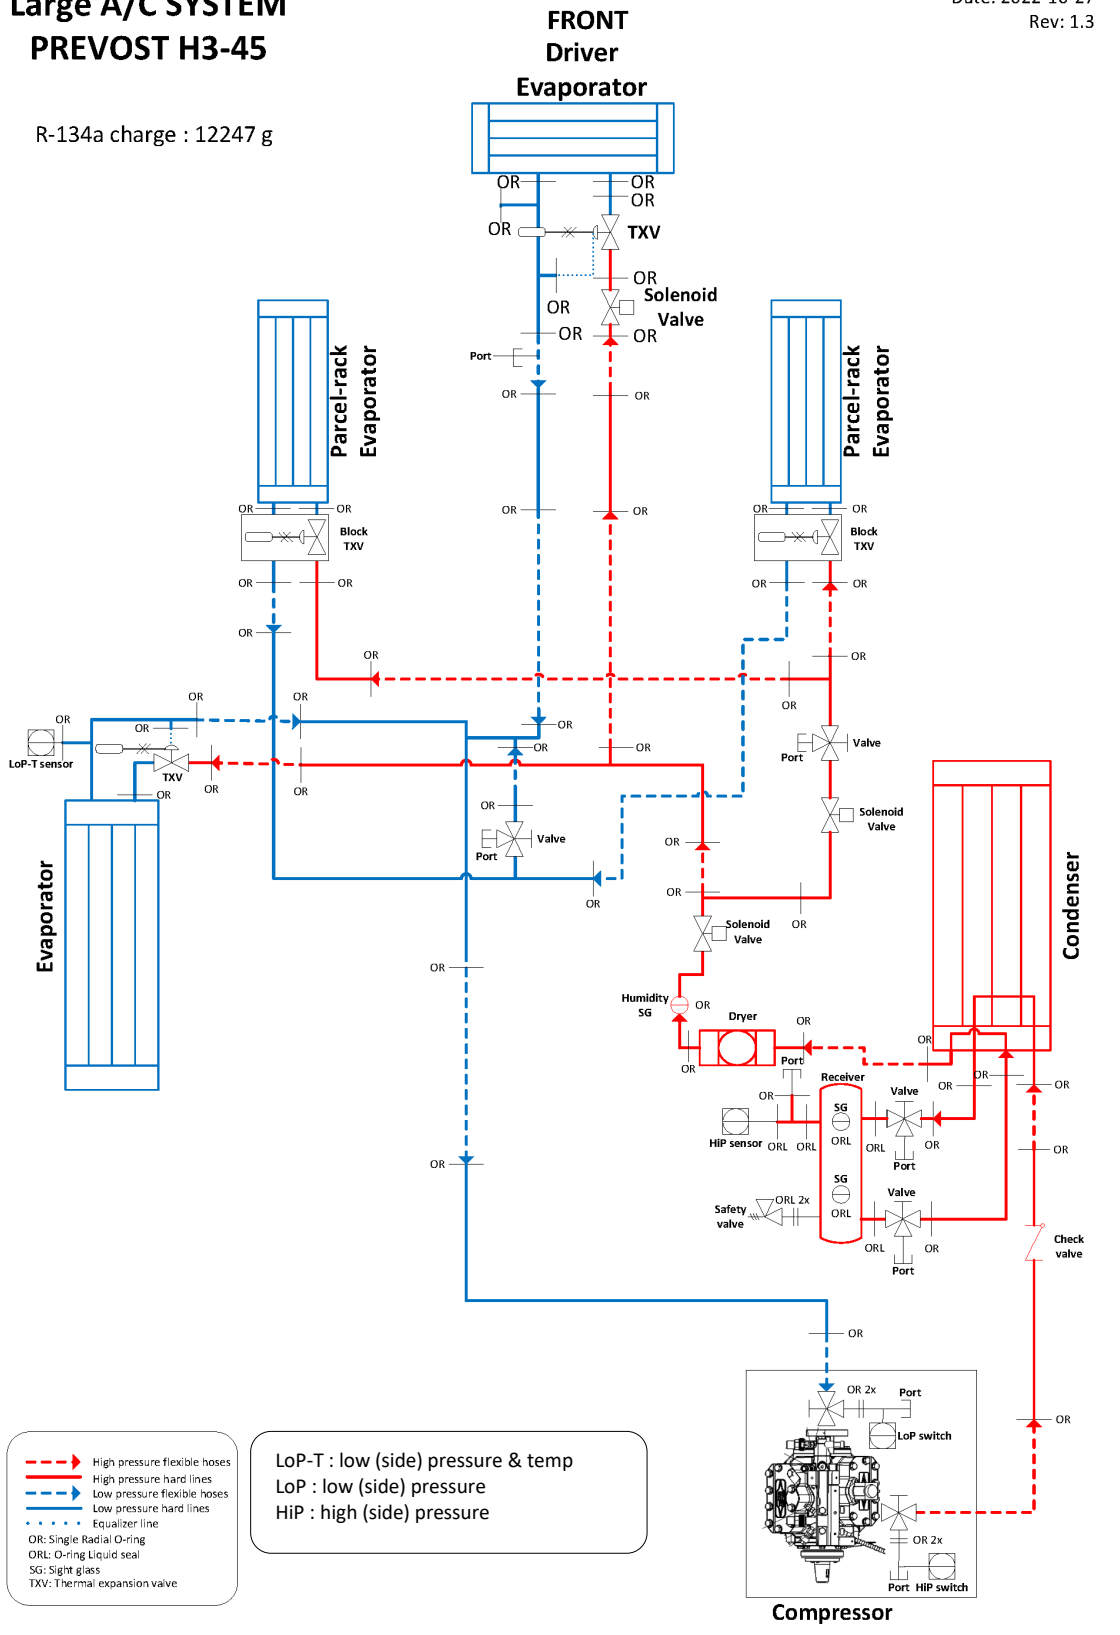 Large A/C SYSTEM
PREVOST H3-45
Date: 2022-10-27
Rev: 1.3
R-134a charge : 12247 g
FRONT
Driver
Evaporator
OR
OR
OR
OR
TXV
OR
OR
Solenoid
Valve
OR
OR
Port
OR
OR
OR
OR
Parcel-rack
Evaporator
Parcel-rack
Evaporator
OR
OR
Block
TXV
OR
OR
OR
OR
OR
Block
TXV
OR
OR
OR
OR
OR
OR
OR
OR
OR
LoP-T sensor
OR
TXV
OR
OR
OR
OR
OR
OR
Valve
Port
OR
Valve
Port
Solenoid
Valve
OR
OR
OR
OR
Solenoid
Valve
Evaporator
Condenser
OR
Humidity
SG
OR
Dryer
OR
OR
OR
Port
OR
Receiver
OR
OR
OR
Valve
SG
ORL
HiP sensor
ORL
ORL
ORL
OR
Port
OR
OR
SG
ORL
Valve
Safety
valve
ORL 2x
ORL
OR
Port
Check
valve
OR
OR
OR 2x
Port
LoP switch
OR 2x
Port
HiP switch
Compressor
High pressure flexible hoses
High pressure hard lines
Low pressure flexible hoses
Low pressure hard lines
Equalizer line
OR: Single Radial O-ring
ORL: O-ring Liquid seal
SG: Sight glass
TXV: Thermal expansion valve
LoP-T : low (side) pressure & temp
LoP : low (side) pressure
HiP : high (side) pressure